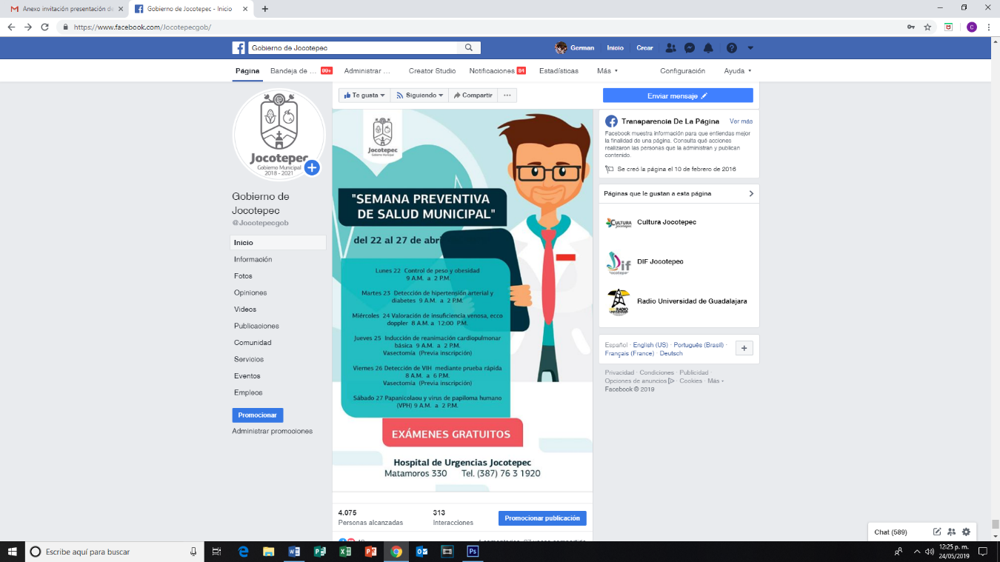 Anexo invitación presentación de
Gobierno de Jocotepec - Inicio
https://www.facebook.com/Jocotepecgob/
Gobierno de Jocotepec
German
Inicio
Crear
Página
Bandeja de ...
99+
Administrar ...
Creator Studio
Notificaciones
84
Estadísticas
Más
Configuración
Ayuda
Jocotepec
Gobierno Municipal
2018 - 2021
Gobierno de
Jocotepec
@Jocotepecgob
Inicio
Información
Fotos
Opiniones
Videos
Publicaciones
Comunidad
Servicios
Eventos
Empleos
Promocionar
Administrar promociones
Te gusta
Siguiendo
Compartir
...
Enviar mensaje
Jocotepec
Gobierno Municipal
"SEMANA PREVENTIVA
DE SALUD MUNICIPAL"
del 22 al 27 de abri
Lunes 22 Control de peso y obesidad
9 A.M. a 2 P.M.
Martes 23 Detección de hipertensión arterial y
diabetes 9 A.M. a 2 P.M.
Miércoles 24 Valoración de insuficiencia venosa, ecco
doppler 8 A.M. a 12:00 P.M.
Jueves 25 Inducción de reanimación cardiopulmonar
básica 9 A.M. a 2 P.M.
Vasectomía (Previa inscripción)
Viernes 26 Detección de VIH mediante prueba rápida
8 A.M. a 6 P.M.
Vasectomía (Previa inscripción)
Sábado 27 Papanicolaou y virus de papiloma humano
(VPH) 9 A.M. a 2 P.M.
EXÁMENES GRATUITOS
Hospital de Urgencias Jocotepec
Matamoros 330 Tel. (387) 76 3 1920
4.075
Personas alcanzadas
313
Interacciones
Promocionar publicación
Transparencia De La Página
Ver más
Facebook muestra información para que entiendas mejor
la finalidad de una página. Consulta qué acciones
realizaron las personas que la administran y publican
contenido.
Se creó la página el 10 de febrero de 2016
Páginas que le gustan a esta página
Cultura Jocotepec
DIF Jocotepec
Radio Universidad de Guadalajara
Español · English (US) · Português (Brasil) ·
Français (France) · Deutsch
Privacidad · Condiciones · Publicidad ·
Opciones de anuncios · Cookies · Más
Facebook © 2019
Chat (589)
Escribe aquí para buscar
12:25 p. m.
24/05/2019